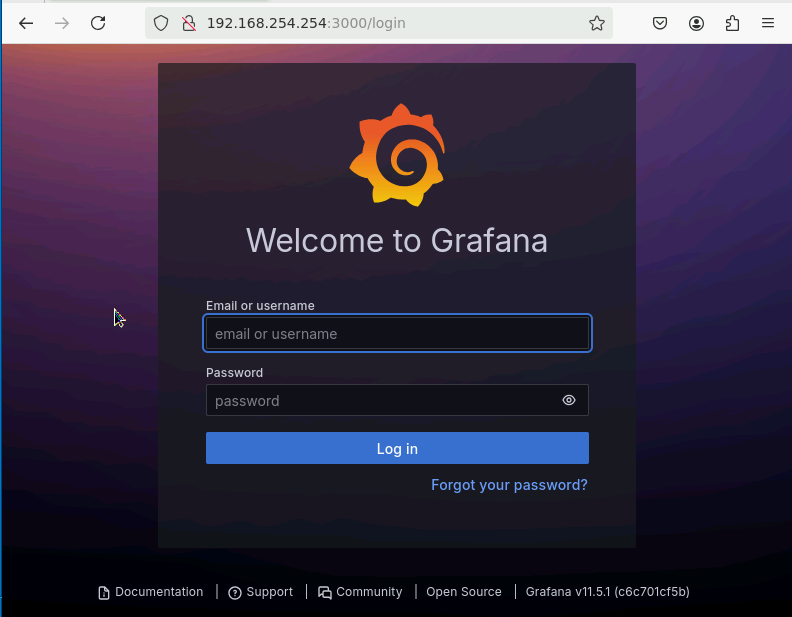 192.168.254.254:3000/login
Welcome to Grafana
Email or username
email or username
Password
password
Log in
Forgot your password?
Documentation | Support | Community | Open Source | Grafana v11.5.1 (c6c701cf5b)